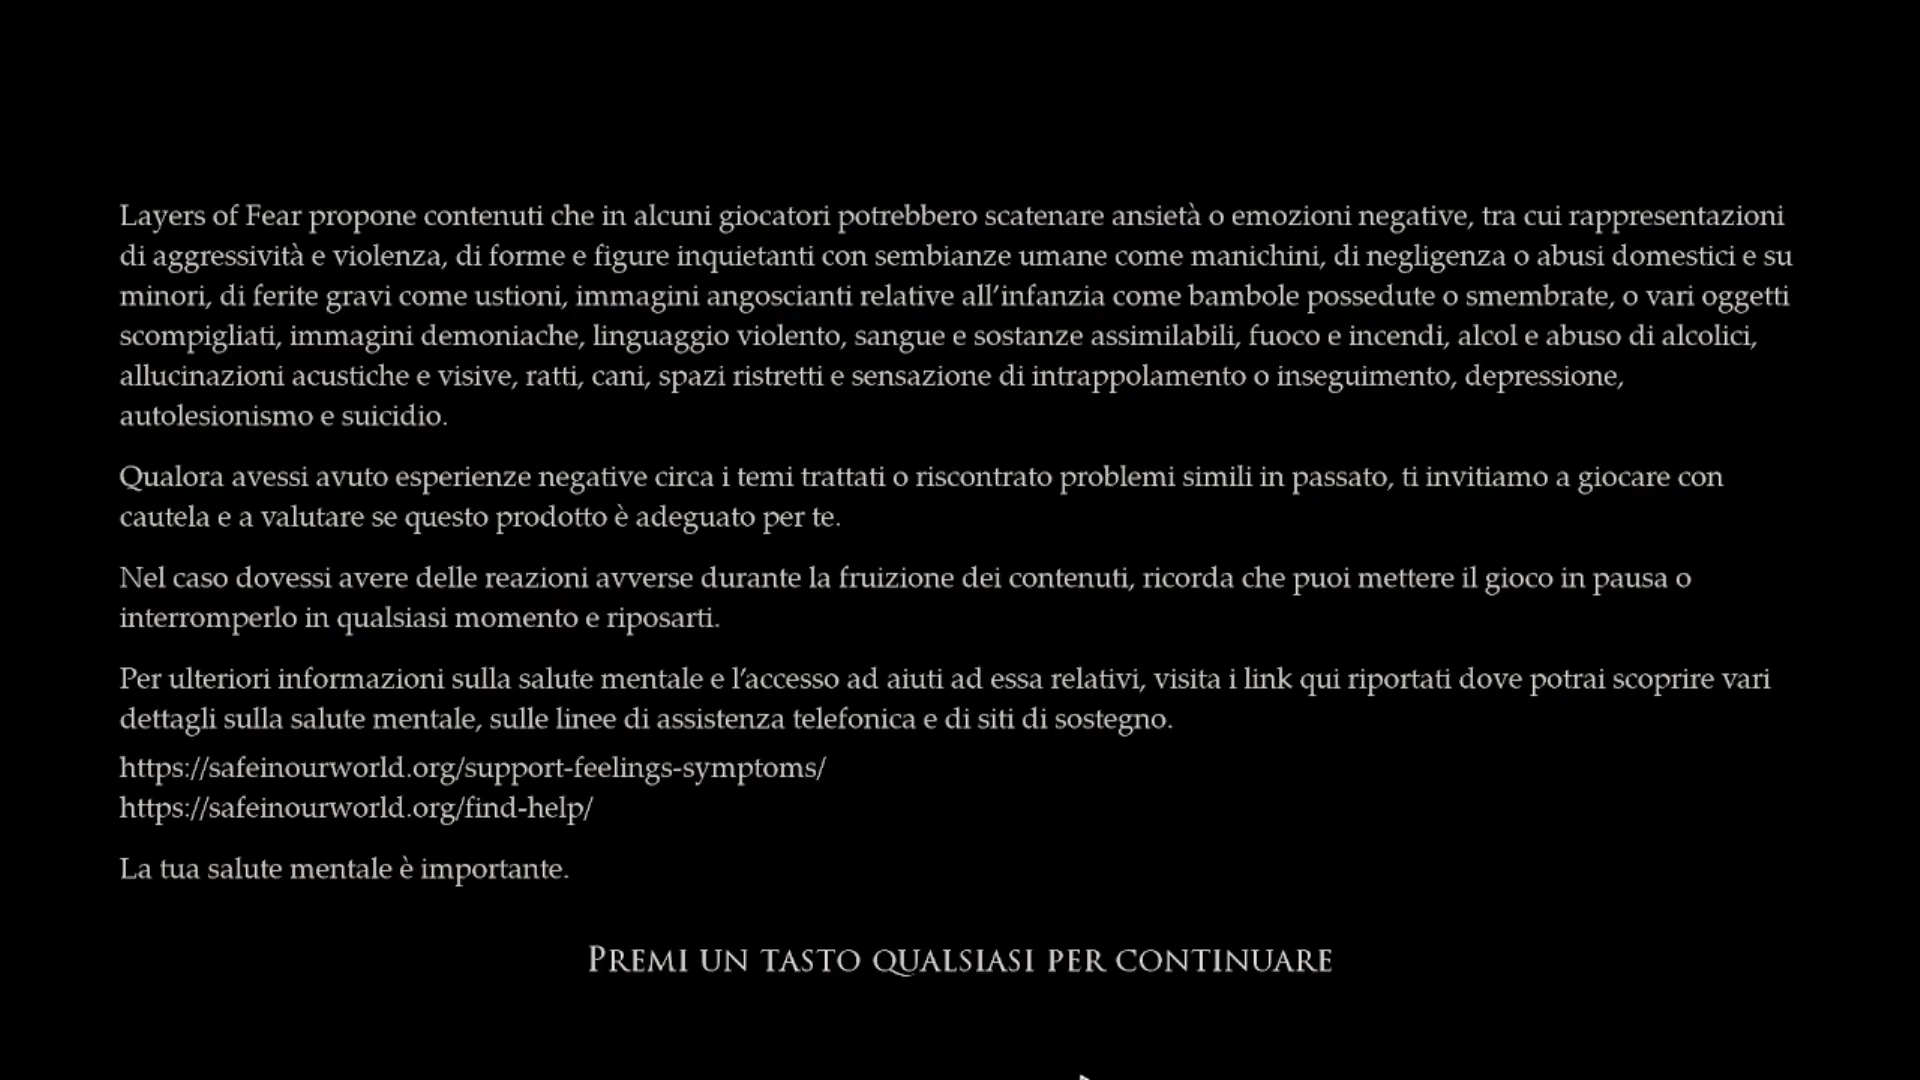 Layers of Fear propone contenuti che in alcuni giocatori potrebbero scatenare ansietà o emozioni negative, tra cui rappresentazioni
di aggressività e violenza, di forme e figure inquietanti con sembianze umane come manichini, di negligenza o abusi domestici e su
minori, di ferite gravi come ustioni, immagini angoscianti relative all’infanzia come bambole possedute o smembrate, o vari oggetti
scompigliati, immagini demoniache, linguaggio violento, sangue e sostanze assimilabili, fuoco e incendi, alcol e abuso di alcolici,
allucinazioni acustiche e visive, ratti, cani, spazi ristretti e sensazione di intrappolamento o inseguimento, depressione,
autolesionismo e suicidio.
Qualora avessi avuto esperienze negative circa i temi trattati o riscontrato problemi simili in passato, ti invitiamo a giocare con
cautela e a valutare se questo prodotto è adeguato per te.
Nel caso dovessi avere delle reazioni avverse durante la fruizione dei contenuti, ricorda che puoi mettere il gioco in pausa o
interromperlo in qualsiasi momento e riposarti.
Per ulteriori informazioni sulla salute mentale e l’accesso ad aiuti ad essa relativi, visita i link qui riportati dove potrai scoprire vari
dettagli sulla salute mentale, sulle linee di assistenza telefonica e di siti di sostegno.
https://safeinourworld.org/support-feelings-symptoms/
https://safeinourworld.org/find-help/
La tua salute mentale è importante.
Premi un tasto qualsiasi per continuare